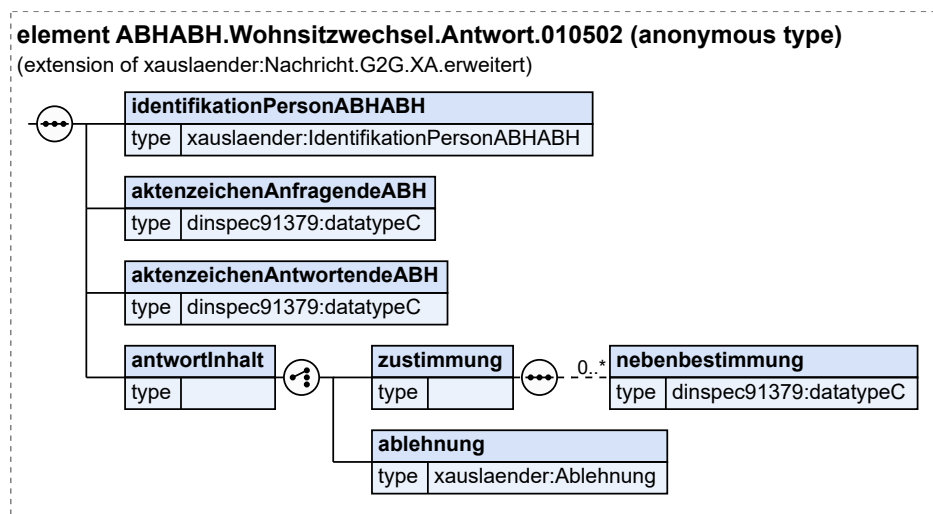 element ABHABH.Wohnsitzwechsel.Antwort.010502 (anonymous type)
(extension of xauslaender:Nachricht.G2G.XA.erweitert)
identifikationPersonABHABH
type xauslaender:IdentifikationPersonABHABH
aktenzeichenAnfragendeABH
type dinspec91379:datatypeC
aktenzeichenAntwortendeABH
type dinspec91379:datatypeC
antwortInhalt
type
zustimmung
type
0..*
nebenbestimmung
type dinspec91379:datatypeC
ablehnung
type xauslaender:Ablehnung